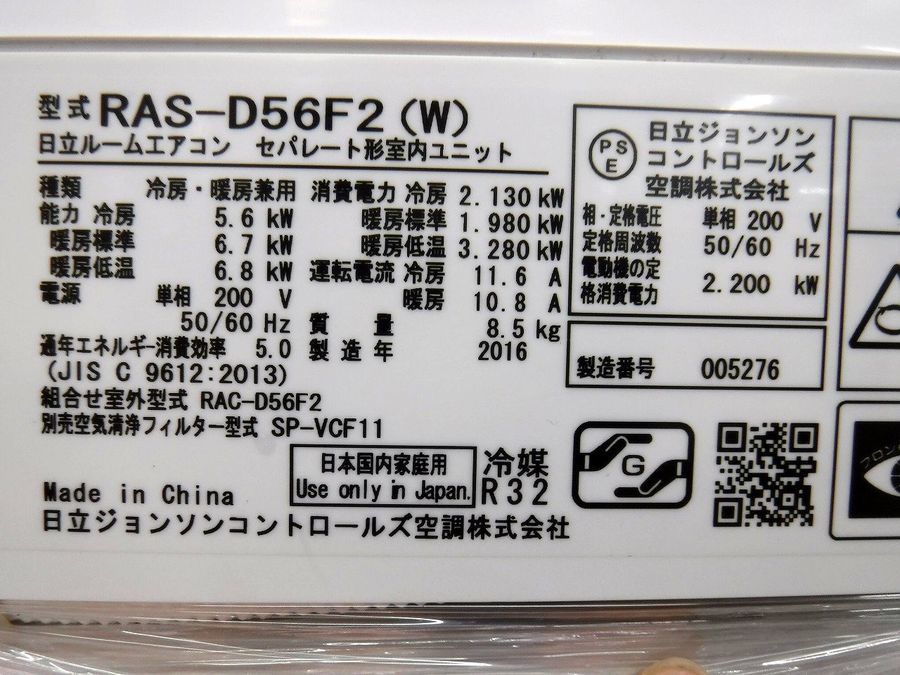 型式 RAS-D56F2 (W)
日立ルームエアコン セパレート形室内ユニット
種類 冷房・暖房兼用
能力 冷房 5.6 kW
暖房標準 6.7 kW
暖房低温 6.8 kW
電源 単相 200 V
50/60 Hz
消費電力 冷房 2.130 kW
暖房標準 1.980 kW
暖房低温 3.280 kW
運転電流 冷房 11.6 A
暖房 10.8 A
質量 8.5 kg
製造年 2016
通年エネルギー消費効率 5.0
(JIS C 9612:2013)
組合せ室外型式 RAC-D56F2
別売空気清浄フィルター型式 SP-VCF11
日本国内家庭用
Use only in Japan.
冷媒
R32
Made in China
日立ジョンソンコントロールズ空調株式会社
PS
E
日立ジョンソン
コントロールズ
空調株式会社
相・定格電圧 単相 200 V
定格周波数 50/60 Hz
電動機の定
格消費電力 2.200 kW
製造番号 005276
G
フロン